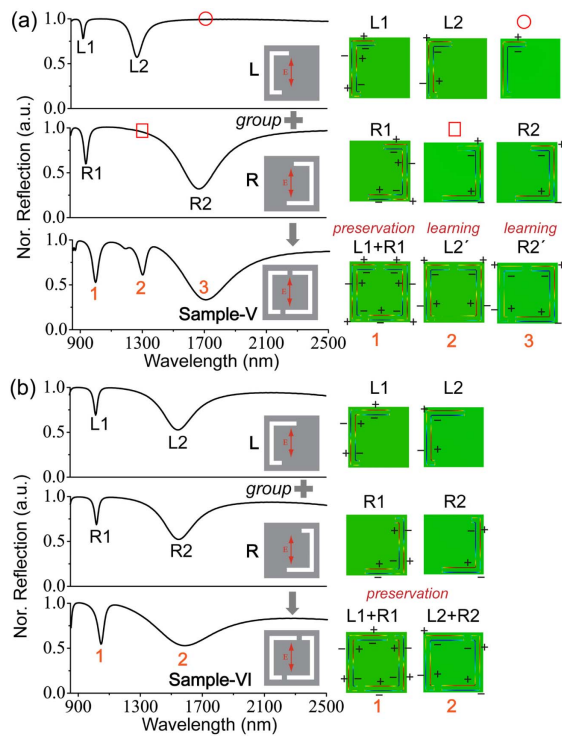 (a)
Nor. Reflection (a.u.)
1.0
0.5
0.0
L1
L2
L
E
L1
L2
group +
1.0
0.5
0.0
R1
R2
R
E
R1
R2
preservation learning learning
1.0
0.5
0.0
1 2 3
Sample-V
E
L1+R1 L2´ R2´
1 2 3
900 1300 1700 2100 2500
Wavelength (nm)
(b)
Nor. Reflection (a.u.)
1.0
0.5
0.0
L1
L2
L
E
L1
L2
group +
1.0
0.5
0.0
R1
R2
R
E
R1
R2
preservation
1.0
0.5
0.0
1 2
Sample-VI
E
L1+R1 L2+R2
1 2
900 1300 1700 2100 2500
Wavelength (nm)